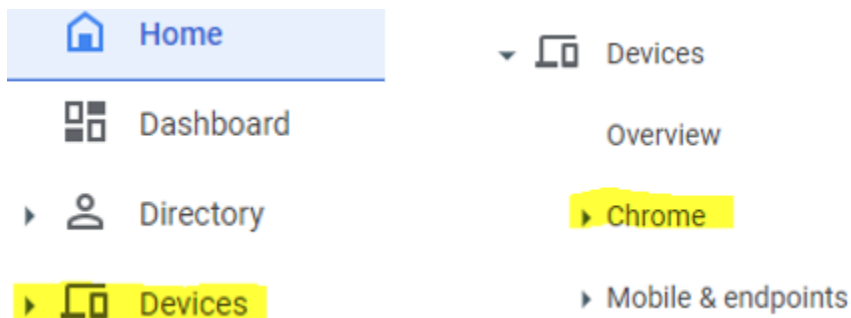 Home
Dashboard
Directory
Devices
Devices
Overview
Chrome
Mobile & endpoints